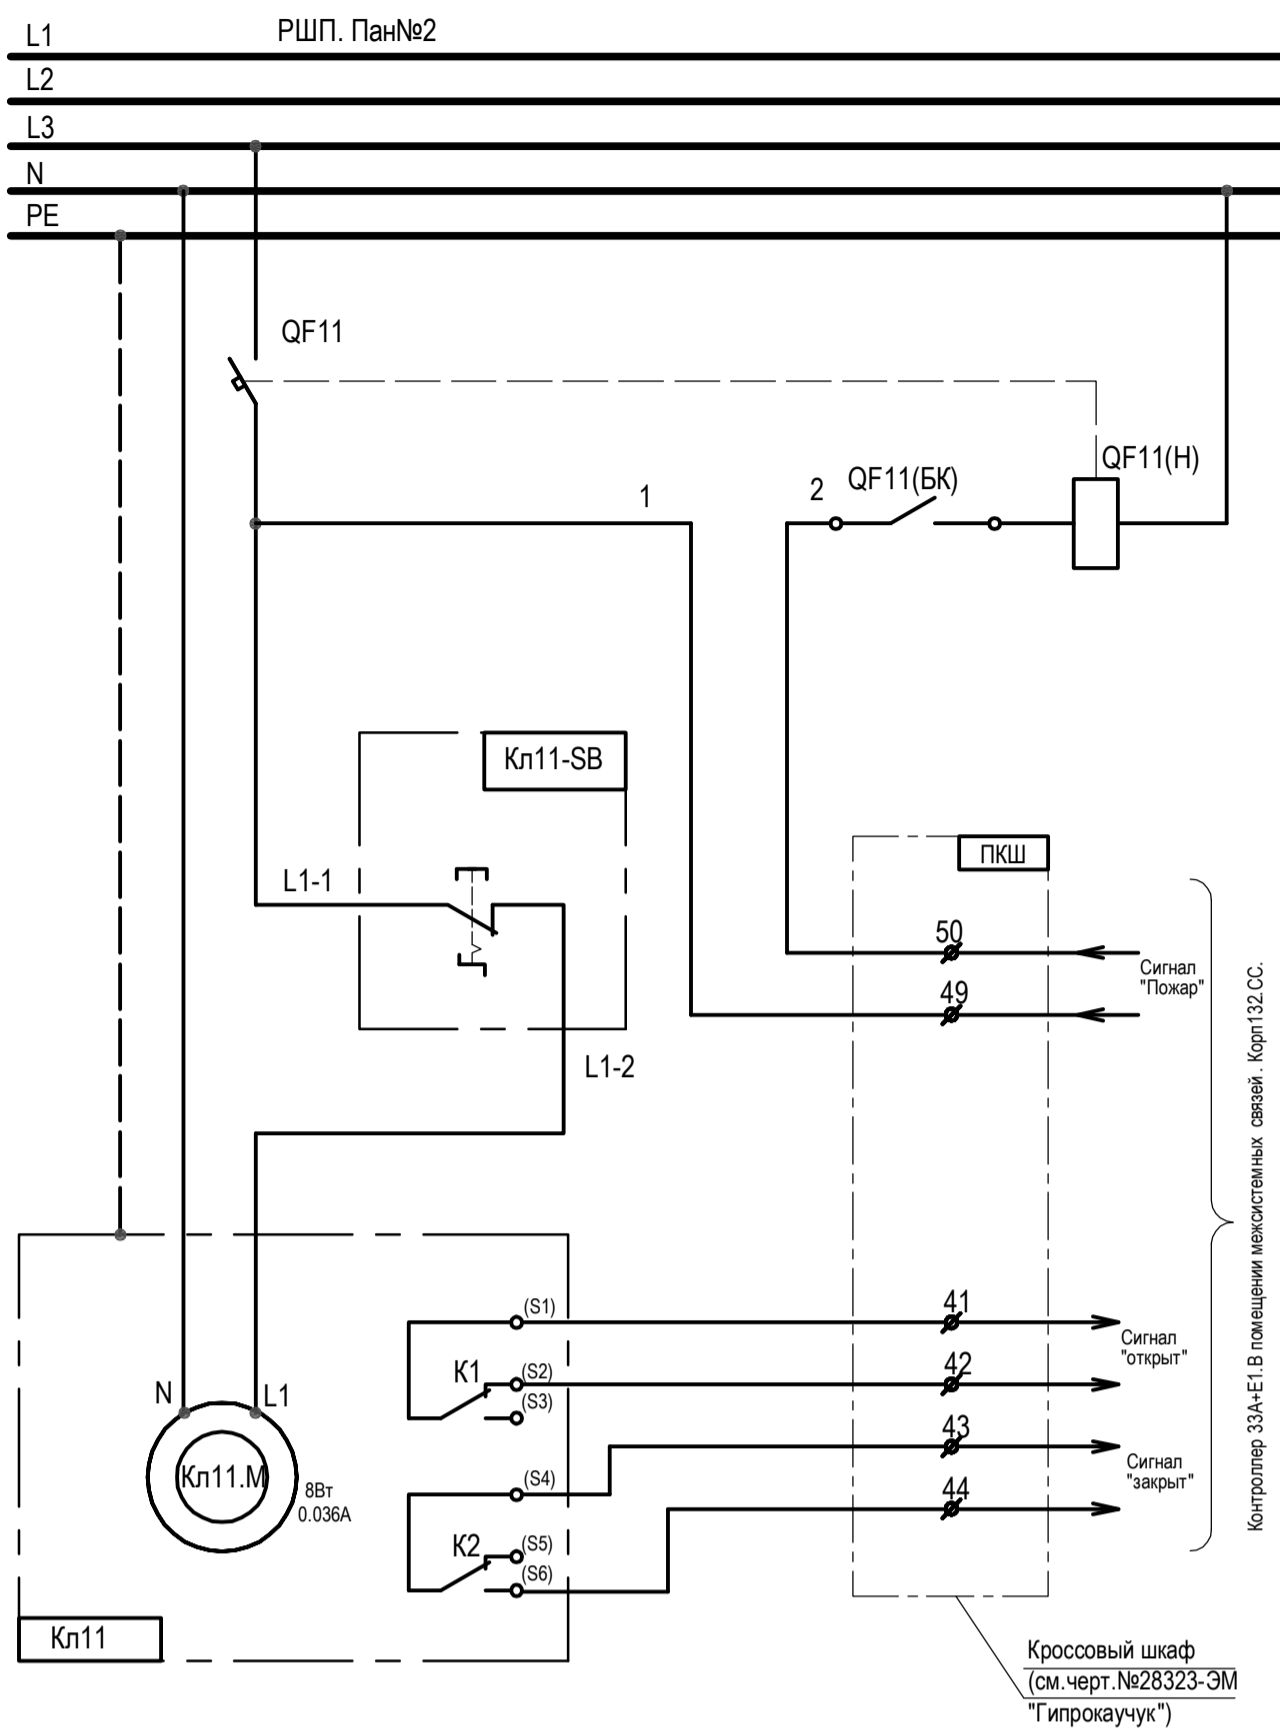 РШП. Пан№2
L1
L2
L3
N
PE
QF11
QF11(Н)
1
2
QF11(БК)
Кл11-SB
L1-1
L1-2
ПКШ
50
Сигнал
"Пожар"
49
41
Сигнал
"открыт"
42
43
Сигнал
"закрыт"
44
(S1)
К1
(S2)
(S3)
(S4)
К2
(S5)
(S6)
N
L1
Кл11.М
8Вт
0.036А
Кл11
Кроссовый шкаф
(см.черт.№28323-ЭМ
"Гипрокаучук")
Контроллер 33А+Е1.В помещении межсистемных связей. Корп132.СС.